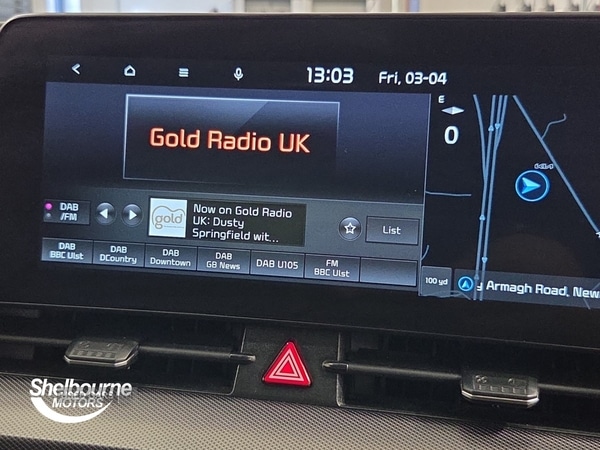 13:03 Fri, 03-04
E
Gold Radio UK
0
DAB
/FM
gold
Now on Gold Radio
UK: Dusty
Springfield wit...
List
DAB
BBC Ulst
DAB
DCountry
DAB
Downtown
DAB
GB News
DAB U105
FM
BBC Ulst
100 yd
y Armagh Road, New
Shelbourne
MOTORS